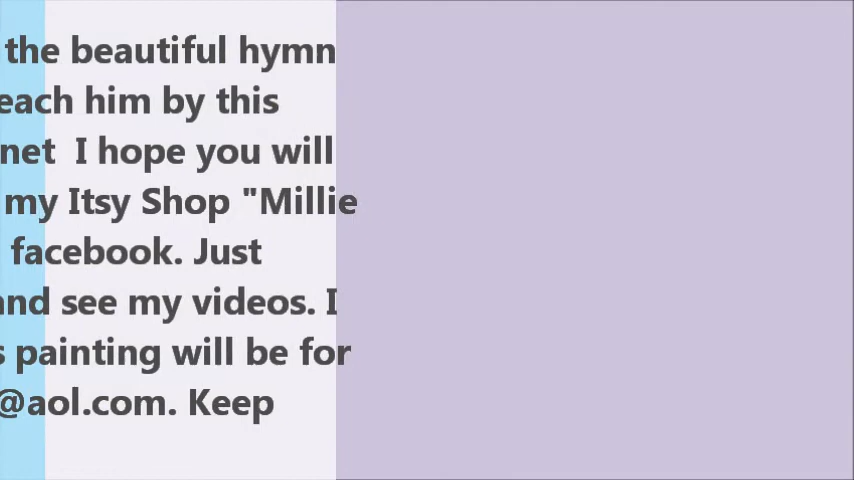 the beautiful hymn
each him by this
net I hope you will
my Itsy Shop "Millie
facebook. Just
and see my videos. I
s painting will be for
@aol.com. Keep